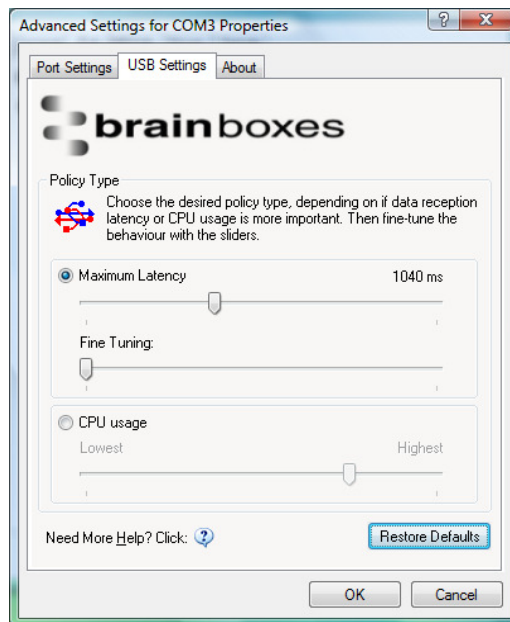 Advanced Settings for COM3 Properties
Port Settings USB Settings About
brainboxes
Policy Type
Choose the desired policy type, depending on if data reception
latency or CPU usage is more important. Then fine-tune the
behaviour with the sliders.
Maximum Latency 1040 ms
Fine Tuning:
CPU usage
Lowest Highest
Need More Help? Click: ?
Restore Defaults
OK Cancel